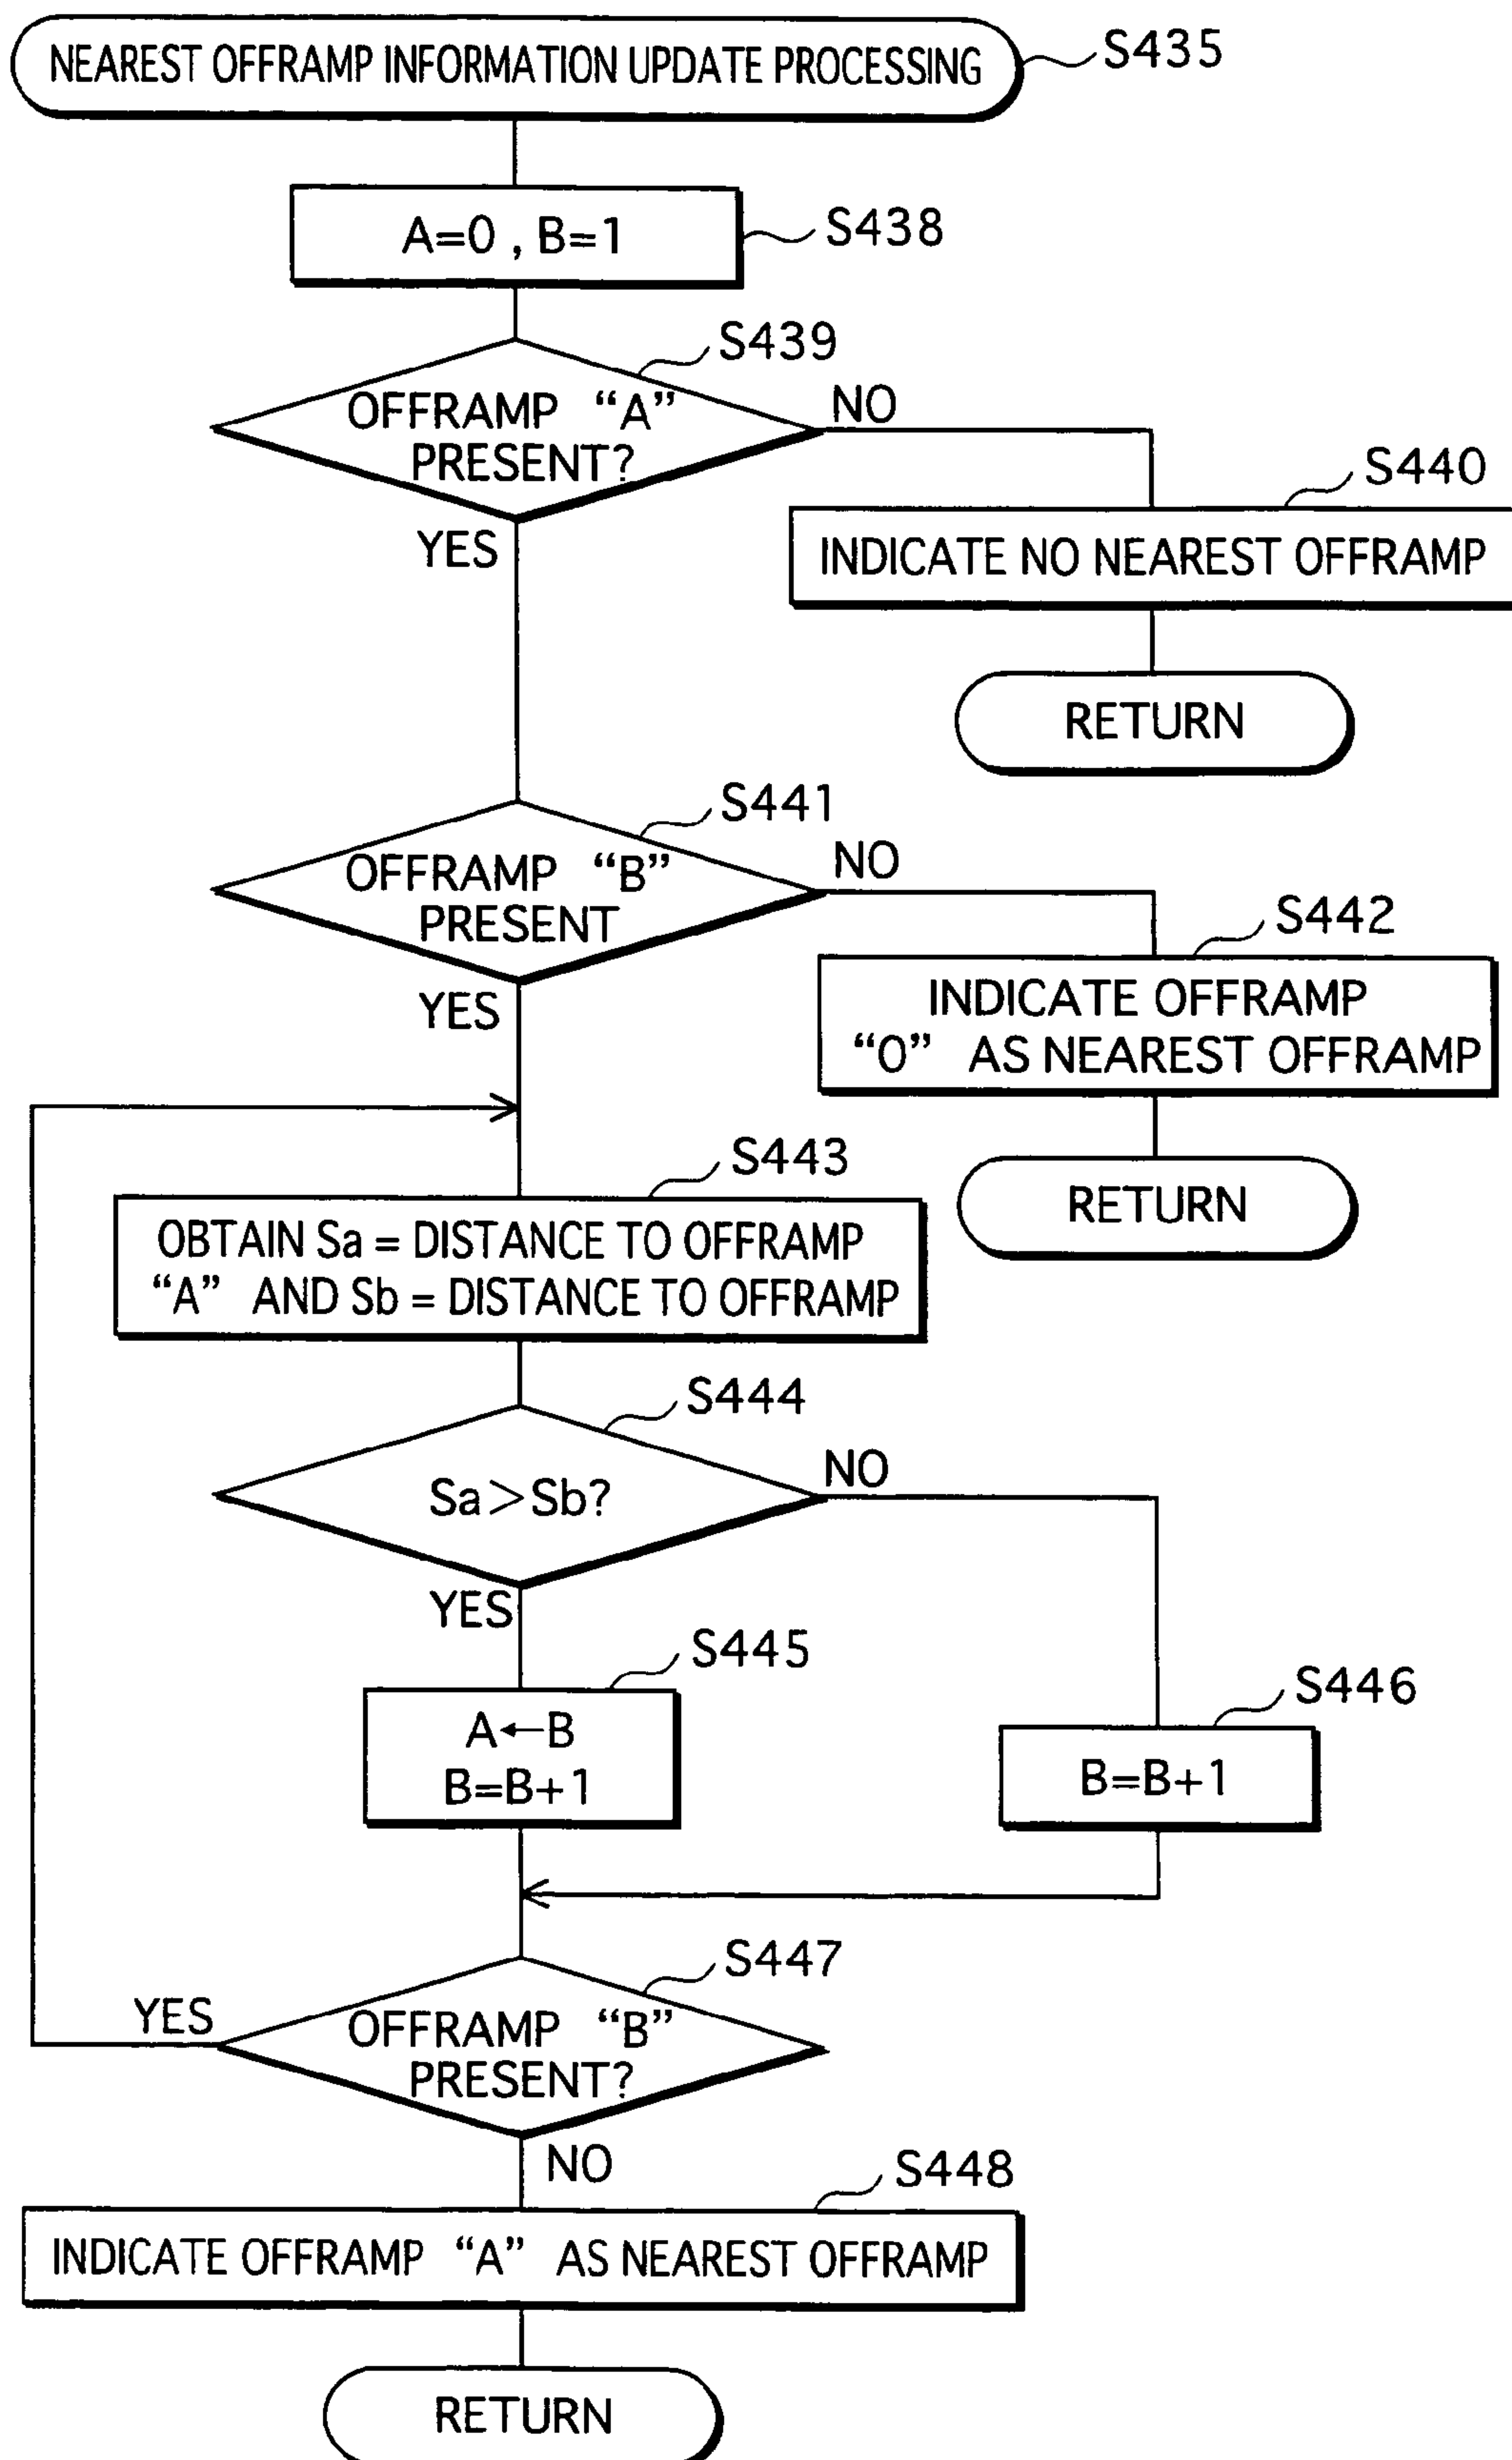 NEAREST OFFRAMP INFORMATION UPDATE PROCESSING
S435
A=0 , B=1
S438
S439
OFFRAMP “A”
PRESENT?
NO
YES
S440
INDICATE NO NEAREST OFFRAMP
RETURN
S441
OFFRAMP “B”
PRESENT
NO
YES
S442
INDICATE OFFRAMP
“0” AS NEAREST OFFRAMP
RETURN
S443
OBTAIN Sa = DISTANCE TO OFFRAMP
“A” AND Sb = DISTANCE TO OFFRAMP
S444
Sa>Sb?
NO
YES
S445
A←B
B=B+1
S446
B=B+1
S447
OFFRAMP “B”
PRESENT?
YES
NO
S448
INDICATE OFFRAMP “A” AS NEAREST OFFRAMP
RETURN